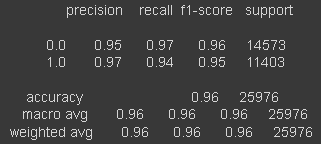 precision recall f1-score support
0.0 0.95 0.97 0.96 14573
1.0 0.97 0.94 0.95 11403
accuracy 0.96 25976
macro avg 0.96 0.96 0.96 25976
weighted avg 0.96 0.96 0.96 25976